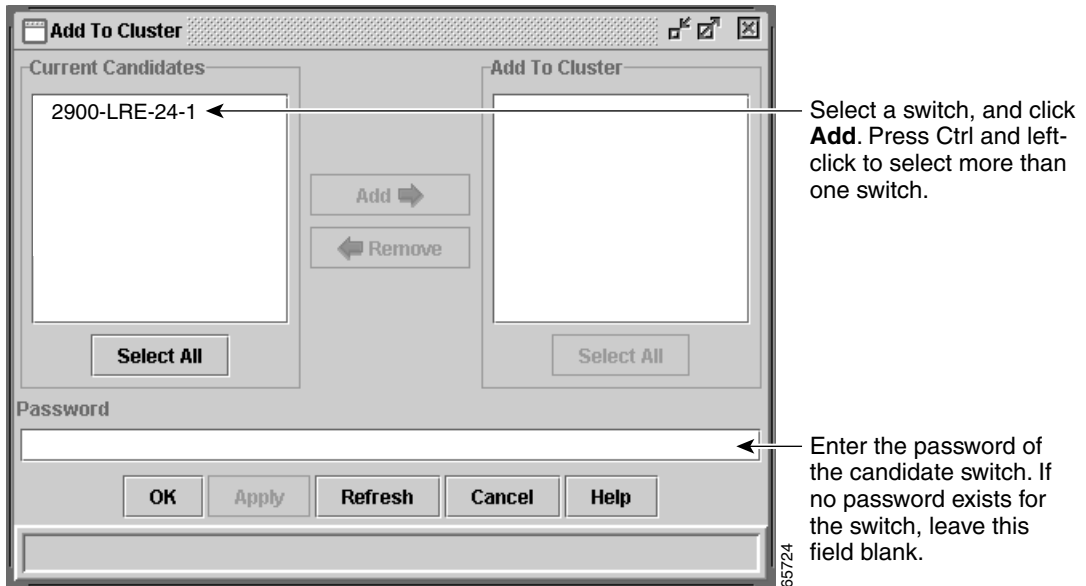 Add To Cluster
Current Candidates
Add To Cluster
2900-LRE-24-1
Select a switch, and click
Add. Press Ctrl and left-
click to select more than
one switch.
Add
Remove
Select All
Select All
Password
Enter the password of
the candidate switch. If
no password exists for
the switch, leave this
field blank.
OK Apply Refresh Cancel Help
65724